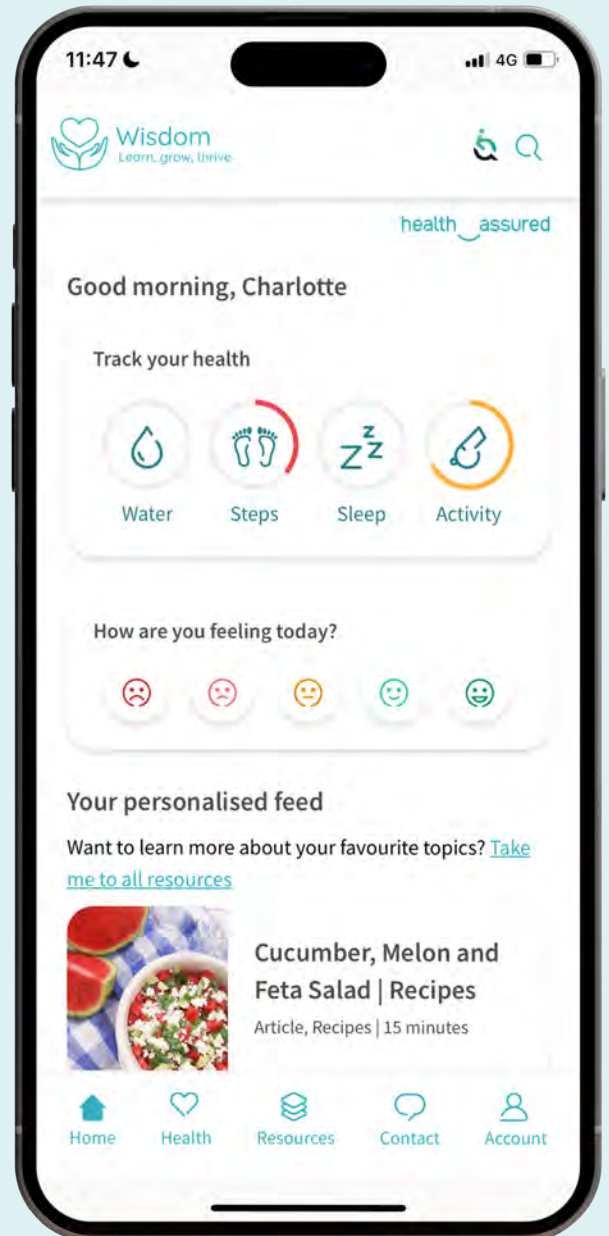 11:47
4G
Wisdom
Learn, grow, thrive
health assured
Good morning, Charlotte
Track your health
Water Steps Sleep Activity
How are you feeling today?
Your personalised feed
Want to learn more about your favourite topics? Take
me to all resources
Cucumber, Melon and
Feta Salad | Recipes
Article, Recipes | 15 minutes
Home Health Resources Contact Account